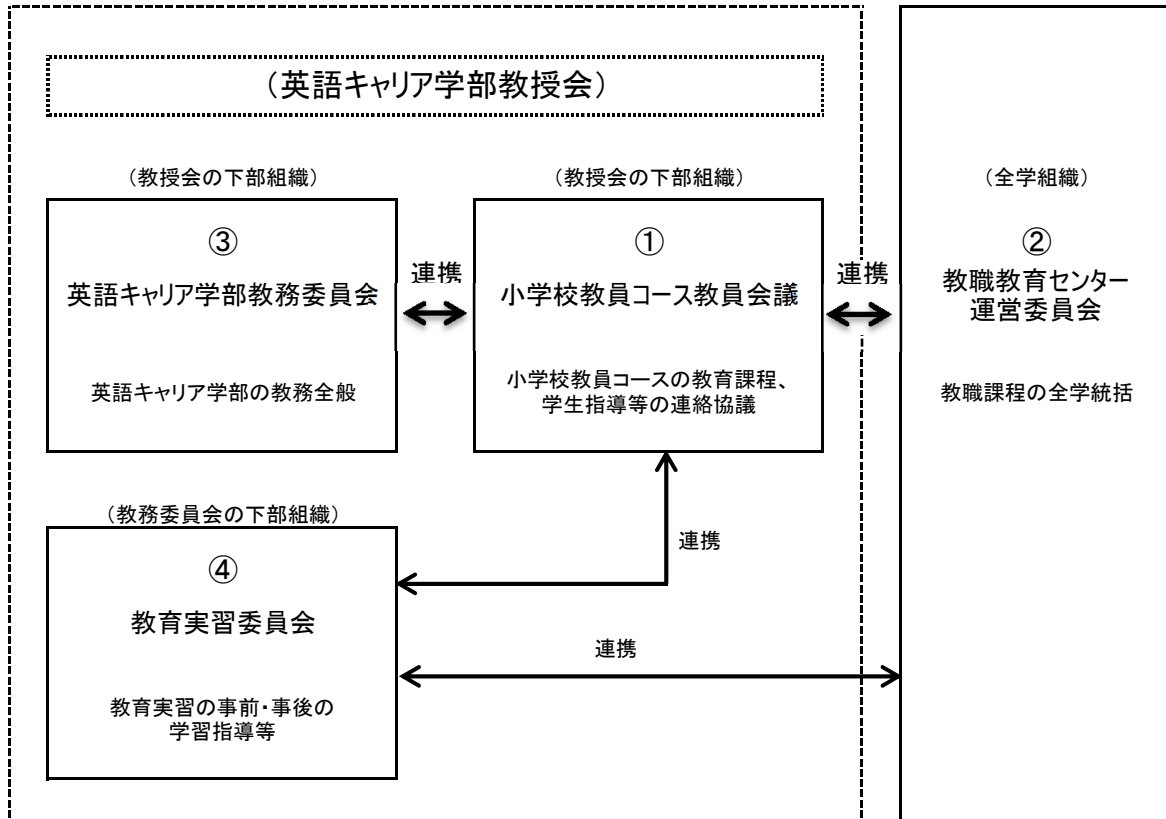 （英語キャリア学部教授会）
（教授会の下部組織）
③
英語キャリア学部教務委員会
英語キャリア学部の教務全般
連携
（教授会の下部組織）
①
小学校教員コース教員会議
小学校教員コースの教育課程、
学生指導等の連絡協議
連携
（全学組織）
②
教職教育センター
運営委員会
教職課程の全学統括
（教務委員会の下部組織）
④
教育実習委員会
教育実習の事前・事後の
学習指導等
連携
連携